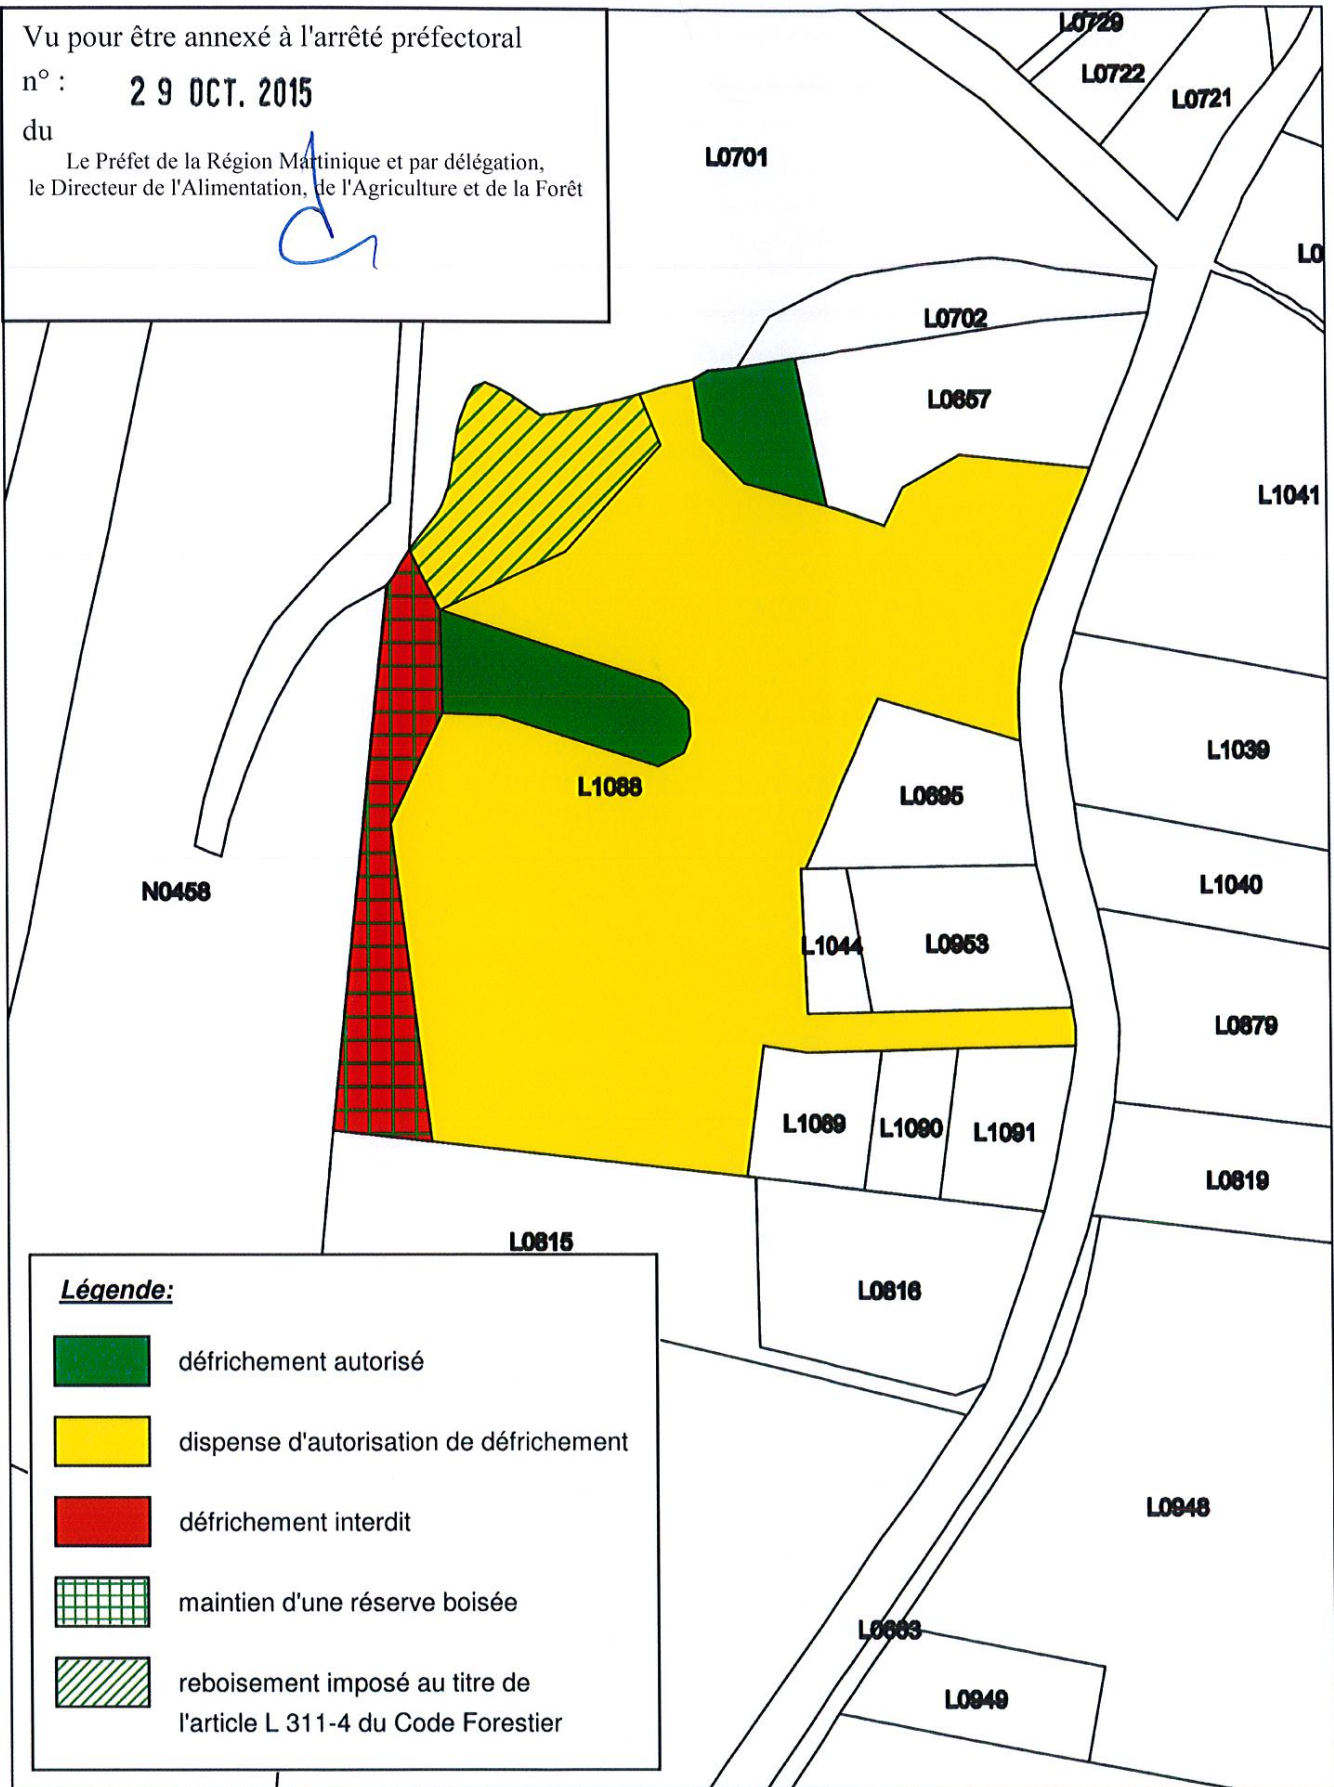 Vu pour être annexé à l'arrêté préfectoral
n° : 29 OCT. 2015
du
Le Préfet de la Région Martinique et par délégation,
le Directeur de l'Alimentation, de l'Agriculture et de la Forêt
L0729
L0722
L0721
L0701
L0
L0702
L0657
L1041
L1039
L1088
L0695
L1040
N0458
L1044
L0953
L0679
L1089
L1090
L1091
L0619
L0615
L0616
Légende:
défrichement autorisé
dispense d'autorisation de défrichement
défrichement interdit
maintien d'une réserve boisée
reboisement imposé au titre de
l'article L 311-4 du Code Forestier
L0948
L0949